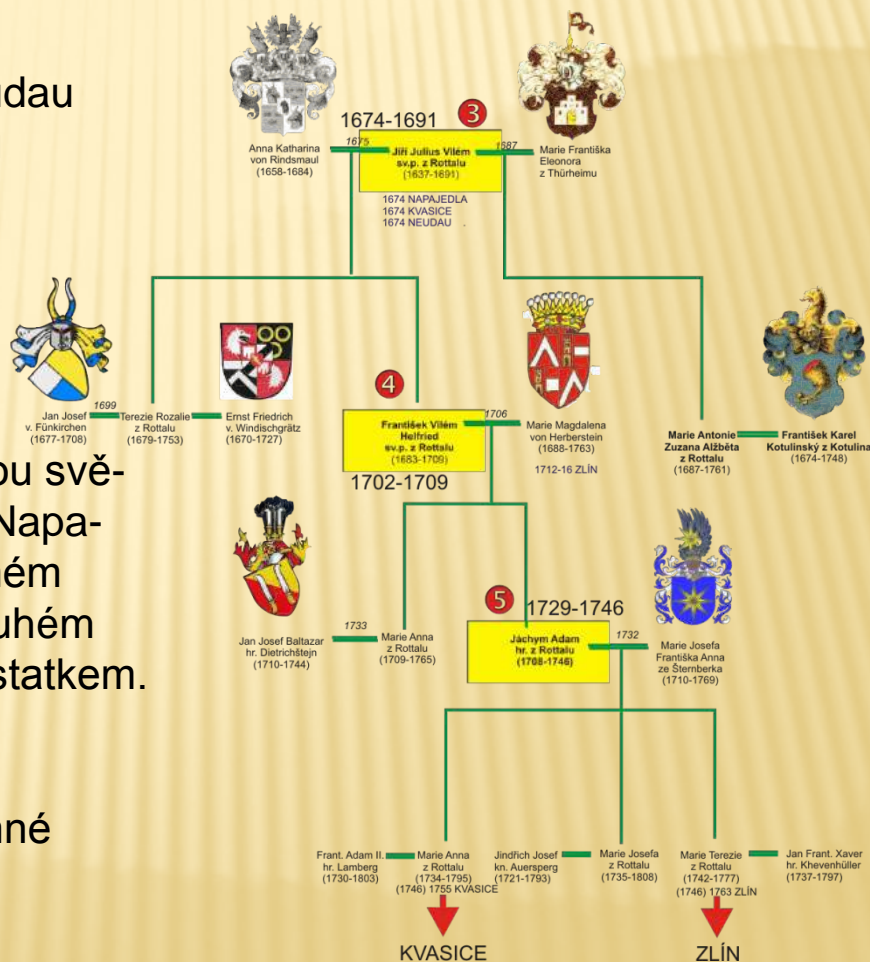 udau
1674-1691
3
Anna Katharina
von Rindsmaul
(1658-1684)
1675
Jiří Julius Vilém
sv.p. z Rottalu
(1637-1691)
1687
Marie Františka
Eleonora
z Thürheimu
1674 NAPAJEDLA
1674 KVASICE
1674 NEUDAU .
Jan Josef
v. Fünkirchen
(1677-1708)
1699
Terezie Rozalie
z Rottalu
(1679-1753)
Ernst Friedrich
v. Windischgrätz
(1670-1727)
4
František Vilém
Helfried
sv.p. z Rottalu
(1683-1709)
1702-1709
1706
Marie Magdalena
von Herberstein
(1688-1763)
1712-16 ZLÍN
Marie Antonie
Zuzana Alžběta
z Rottalu
(1687-1761)
František Karel
Kotulinský z Kotulina
(1674-1748)
ou svě-
Napa-
ném
uhém
statkem.
nné
Jan Josef Baltazar
hr. Dietrichštejn
(1710-1744)
1733
Marie Anna
z Rottalu
(1709-1765)
5
1729-1746
Jáchym Adam
hr. z Rottalu
(1708-1746)
1732
Marie Josefa
Františka Anna
ze Šternberka
(1710-1769)
Frant. Adam II.
hr. Lamberg
(1730-1803)
Marie Anna
z Rottalu
(1734-1795)
(1746) 1755 KVASICE
Jindřich Josef
kn. Auersperg
(1721-1793)
Marie Josefa
z Rottalu
(1735-1808)
Marie Terezie
z Rottalu
(1742-1777)
(1746) 1763 ZLÍN
Jan Frant. Xaver
hr. Khevenhüller
(1737-1797)
KVASICE
ZLÍN